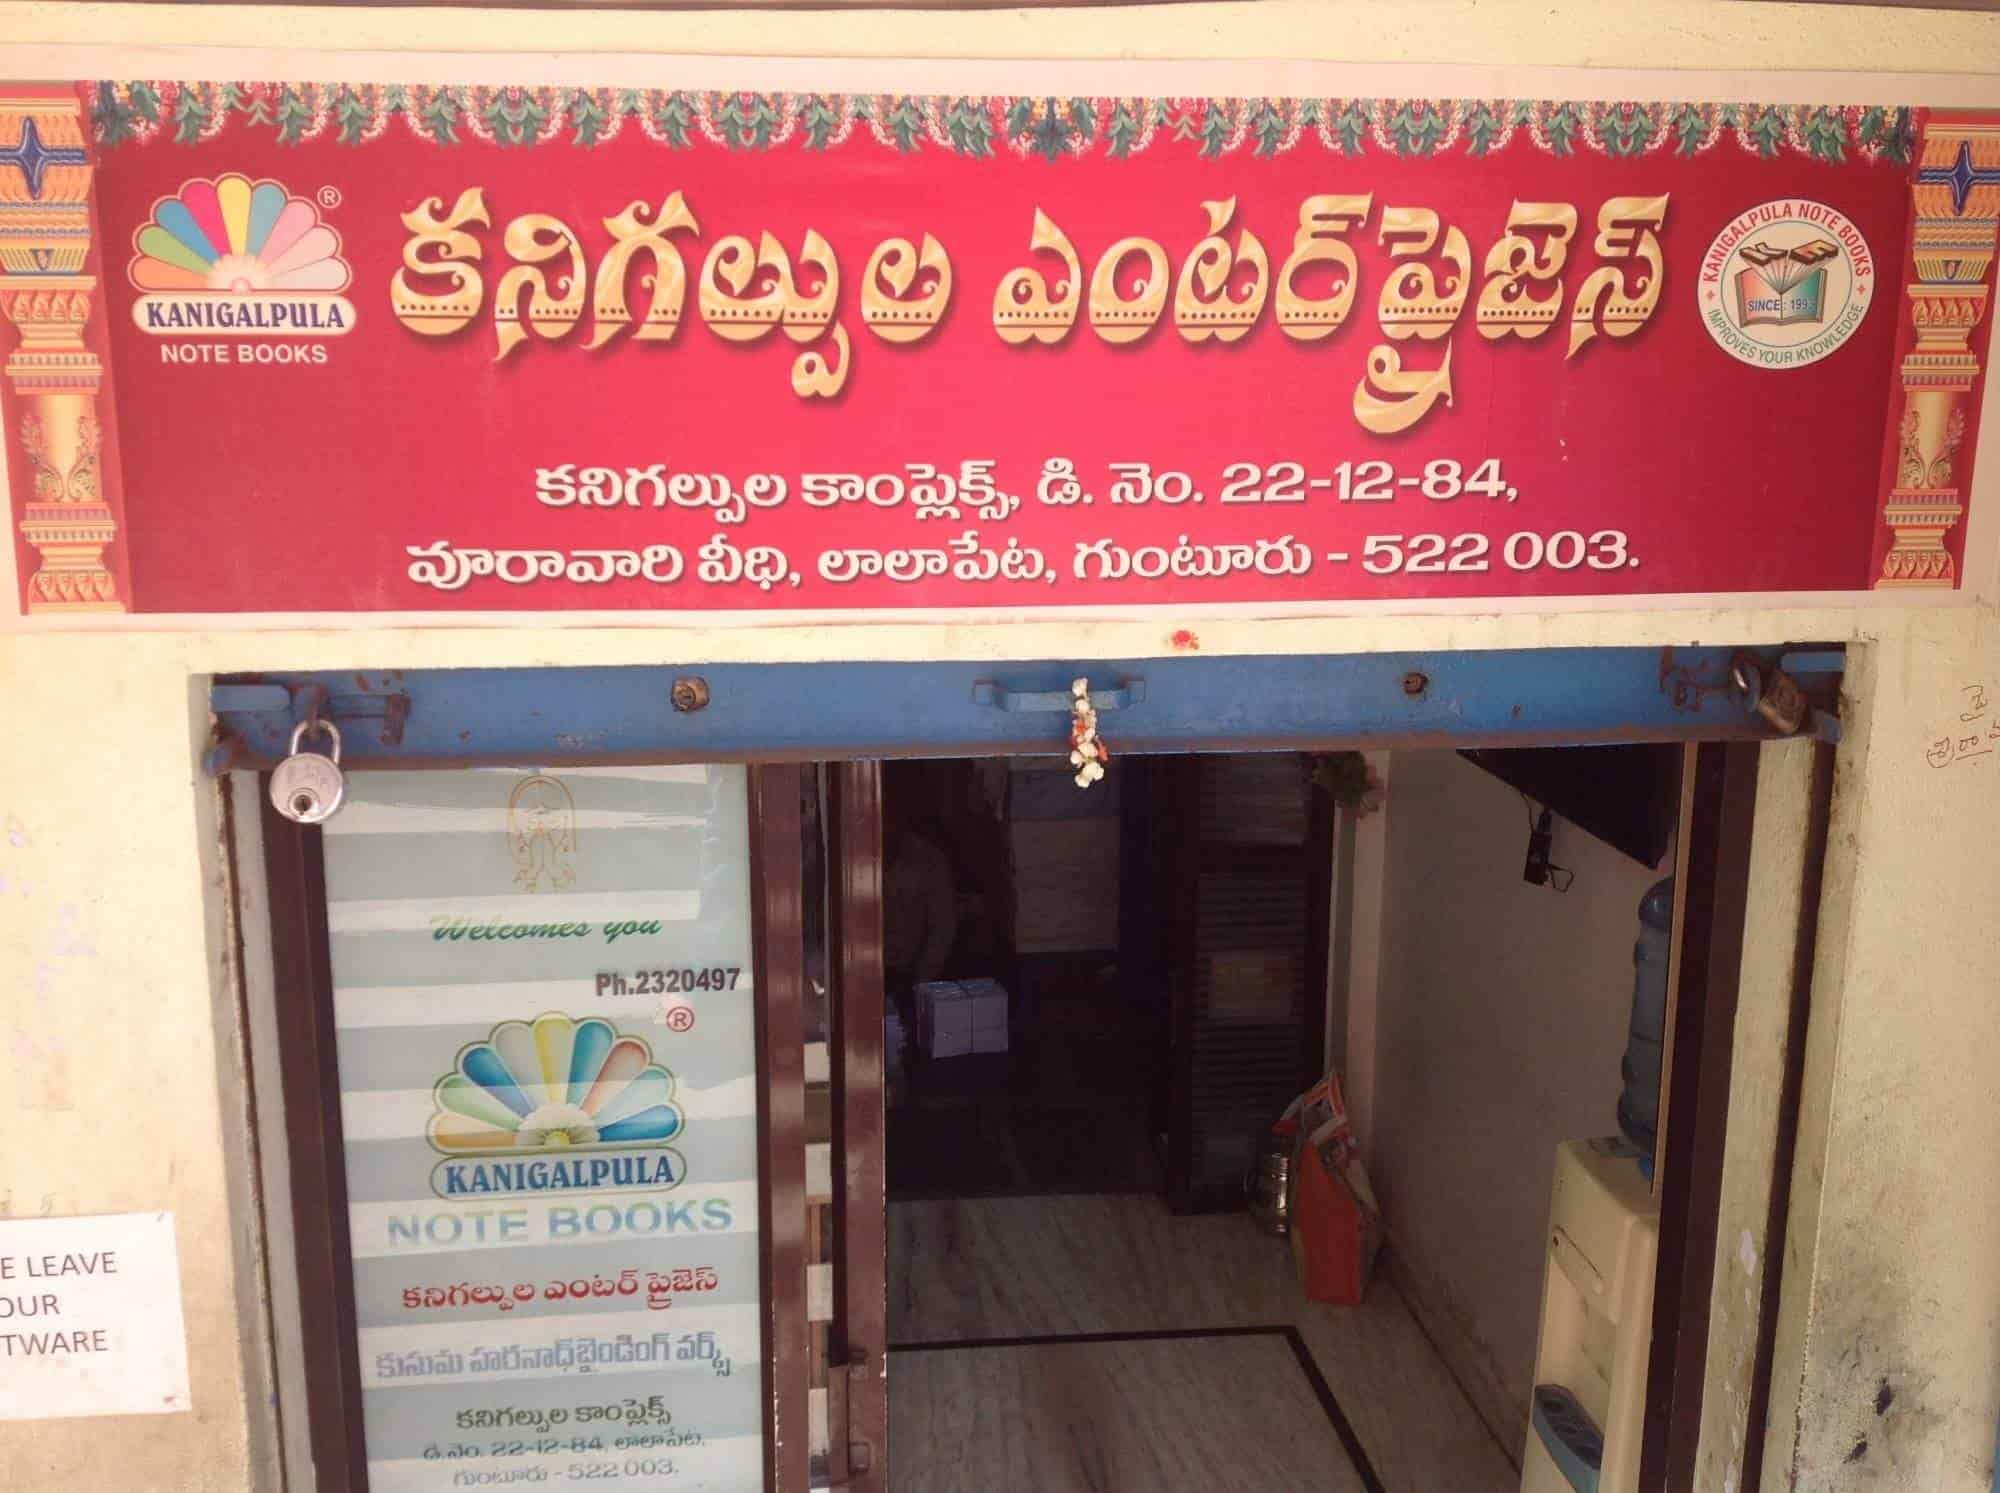 KANIGALPULA
NOTE BOOKS
®
కనిగల్పుల ఎంటర్‌ప్రైజెస్
KANIGALPULA NOTE BOOKS
SINCE : 1993
IMPROVES YOUR KNOWLEDGE
కనిగల్పుల కాంప్లెక్స్, డి. నెం. 22-12-84,
వూరావారి వీధి, లాలాపేట, గుంటూరు - 522 003.
Welcomes you
Ph.2320497
®
KANIGALPULA
NOTE BOOKS
కనిగల్పుల ఎంటర్ ప్రైజెస్
కుసుమ హరనాధ్‌బైండింగ్ వర్క్స్
కనిగల్పుల కాంప్లెక్స్
డి.నెం. 22-12-84, లాలాపేట,
గుంటూరు - 522 003.
E LEAVE
OUR
TWARE
జై
శ్రీరామ